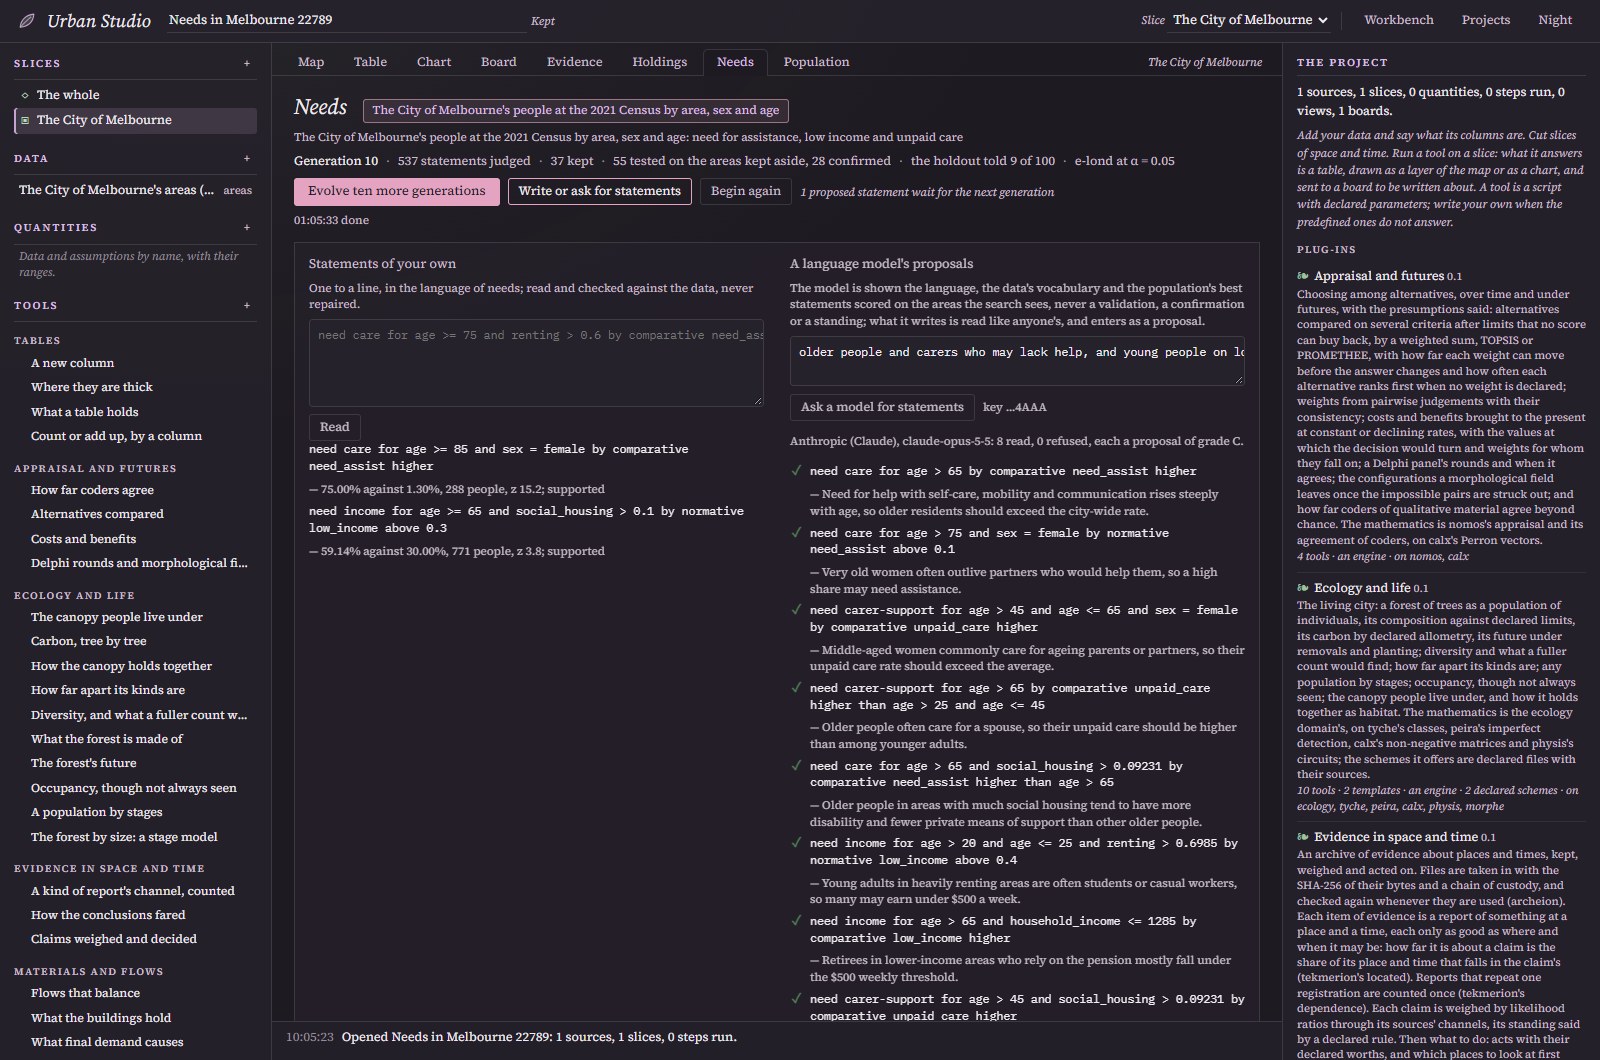 Urban Studio
Needs in Melbourne 22789
Kept
Slice The City of Melbourne
Workbench
Projects
Night
SLICES +
The whole
The City of Melbourne
DATA +
The City of Melbourne's areas (... areas
QUANTITIES +
Data and assumptions by name, with their
ranges.
TOOLS +
TABLES
A new column
Where they are thick
What a table holds
Count or add up, by a column
APPRAISAL AND FUTURES
How far coders agree
Alternatives compared
Costs and benefits
Delphi rounds and morphological fi...
ECOLOGY AND LIFE
The canopy people live under
Carbon, tree by tree
How the canopy holds together
How far apart its kinds are
Diversity, and what a fuller count w...
What the forest is made of
The forest's future
Occupancy, though not always seen
A population by stages
The forest by size: a stage model
EVIDENCE IN SPACE AND TIME
A kind of report's channel, counted
How the conclusions fared
Claims weighed and decided
MATERIALS AND FLOWS
Flows that balance
What the buildings hold
What final demand causes
Map
Table
Chart
Board
Evidence
Holdings
Needs
Population
The City of Melbourne
Needs
The City of Melbourne's people at the 2021 Census by area, sex and age
The City of Melbourne's people at the 2021 Census by area, sex and age: need for assistance, low income and unpaid care
Generation 10 · 537 statements judged · 37 kept · 55 tested on the areas kept aside, 28 confirmed · the holdout told 9 of 100 · e-lond at α = 0.05
Evolve ten more generations
Write or ask for statements
Begin again
1 proposed statement wait for the next generation
01:05:33 done
Statements of your own
One to a line, in the language of needs; read and checked against the data, never
repaired.
need care for age >= 75 and renting > 0.6 by comparative need_ass
Read
need care for age >= 85 and sex = female by comparative
need_assist higher
— 75.00% against 1.30%, 288 people, z 15.2; supported
need income for age >= 65 and social_housing > 0.1 by normative
low_income above 0.3
— 59.14% against 30.00%, 771 people, z 3.8; supported
A language model's proposals
The model is shown the language, the data's vocabulary and the population's best
statements scored on the areas the search sees, never a validation, a confirmation
or a standing; what it writes is read like anyone's, and enters as a proposal.
older people and carers who may lack help, and young people on lo
Ask a model for statements
key ...4AAA
Anthropic (Claude), claude-opus-5-5: 8 read, 0 refused, each a proposal of grade C.
✓ need care for age > 65 by comparative need_assist higher
— Need for help with self-care, mobility and communication rises steeply
with age, so older residents should exceed the city-wide rate.
✓ need care for age > 75 and sex = female by normative
need_assist above 0.1
— Very old women often outlive partners who would help them, so a high
share may need assistance.
✓ need carer-support for age > 45 and age <= 65 and sex = female
by comparative unpaid_care higher
— Middle-aged women commonly care for ageing parents or partners, so their
unpaid care rate should exceed the average.
✓ need carer-support for age > 65 by comparative unpaid_care
higher than age > 25 and age <= 45
— Older people often care for a spouse, so their unpaid care should be higher
than among younger adults.
✓ need care for age > 65 and social_housing > 0.09231 by
comparative need_assist higher than age > 65
— Older people in areas with much social housing tend to have more
disability and fewer private means of support than other older people.
✓ need income for age > 20 and age <= 25 and renting > 0.6985 by
normative low_income above 0.4
— Young adults in heavily renting areas are often students or casual workers,
so many may earn under $500 a week.
✓ need income for age > 65 and household_income <= 1285 by
comparative low_income higher
— Retirees in lower-income areas who rely on the pension mostly fall under
the $500 weekly threshold.
✓ need carer-support for age > 45 and social_housing > 0.09231 by
comparative unpaid_care higher
10:05:23 Opened Needs in Melbourne 22789: 1 sources, 1 slices, 0 steps run.
THE PROJECT
1 sources, 1 slices, 0 quantities, 0 steps run, 0
views, 1 boards.
Add your data and say what its columns are. Cut slices
of space and time. Run a tool on a slice: what it answers
is a table, drawn as a layer of the map or as a chart, and
sent to a board to be written about. A tool is a script
with declared parameters; write your own when the
predefined ones do not answer.
PLUG-INS
Appraisal and futures 0.1
Choosing among alternatives, over time and under
futures, with the presumptions said: alternatives
compared on several criteria after limits that no score
can buy back, by a weighted sum, TOPSIS or
PROMETHEE, with how far each weight can move
before the answer changes and how often each
alternative ranks first when no weight is declared;
weights from pairwise judgements with their
consistency; costs and benefits brought to the present
at constant or declining rates, with the values at
which the decision would turn and weights for whom
they fall on; a Delphi panel's rounds and when it
agrees; the configurations a morphological field
leaves once the impossible pairs are struck out; and
how far coders of qualitative material agree beyond
chance. The mathematics is nomos's appraisal and its
agreement of coders, on calx's Perron vectors.
4 tools · an engine · on nomos, calx
Ecology and life 0.1
The living city: a forest of trees as a population of
individuals, its composition against declared limits,
its carbon by declared allometry, its future under
removals and planting; diversity and what a fuller
count would find; how far apart its kinds are; any
population by stages; occupancy, though not always
seen; the canopy people live under, and how it holds
together as habitat. The mathematics is the ecology
domain's, on tyche's classes, peira's imperfect
detection, calx's non-negative matrices and physis's
circuits; the schemes it offers are declared files with
their sources.
10 tools · 2 templates · an engine · 2 declared schemes · on
ecology, tyche, peira, calx, physis, morphe
Evidence in space and time 0.1
An archive of evidence about places and times, kept,
weighed and acted on. Files are taken in with the
SHA-256 of their bytes and a chain of custody, and
checked again whenever they are used (archeion).
Each item of evidence is a report of something at a
place and a time, each only as good as where and
when it may be: how far it is about a claim is the
share of its place and time that falls in the claim's
(tekmerion's located). Reports that repeat one
registration are counted once (tekmerion's
dependence). Each claim is weighed by likelihood
ratios through its sources' channels, its standing said
by a declared rule. Then what to do: acts with their
declared worths, and which places to look at first